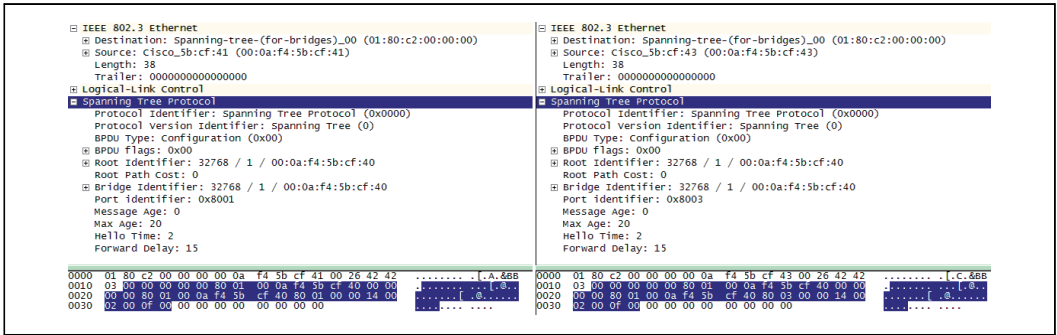 IEEE 802.3 Ethernet
Destination: Spanning-tree-(for-bridges)_00 (01:80:c2:00:00:00)
Source: Cisco_5b:cf:41 (00:0a:f4:5b:cf:41)
Length: 38
Trailer: 0000000000000000
Logical-Link Control
Spanning Tree Protocol
Protocol Identifier: Spanning Tree Protocol (0x0000)
Protocol Version Identifier: Spanning Tree (0)
BPDU Type: Configuration (0x00)
BPDU flags: 0x00
Root Identifier: 32768 / 1 / 00:0a:f4:5b:cf:40
Root Path Cost: 0
Bridge Identifier: 32768 / 1 / 00:0a:f4:5b:cf:40
Port identifier: 0x8001
Message Age: 0
Max Age: 20
Hello Time: 2
Forward Delay: 15
0000 01 80 c2 00 00 00 00 0a f4 5b cf 41 00 26 42 42 .........[.A.&BB
0010 03 00 00 00 00 00 80 01 00 0a f4 5b cf 40 00 00 ...........[.@..
0020 00 00 80 01 00 0a f4 5b cf 40 80 01 00 00 14 00 .......[.@......
0030 02 00 0f 00 00 00 00 00 00 00 00 00 ............
IEEE 802.3 Ethernet
Destination: Spanning-tree-(for-bridges)_00 (01:80:c2:00:00:00)
Source: Cisco_5b:cf:43 (00:0a:f4:5b:cf:43)
Length: 38
Trailer: 0000000000000000
Logical-Link Control
Spanning Tree Protocol
Protocol Identifier: Spanning Tree Protocol (0x0000)
Protocol Version Identifier: Spanning Tree (0)
BPDU Type: Configuration (0x00)
BPDU flags: 0x00
Root Identifier: 32768 / 1 / 00:0a:f4:5b:cf:40
Root Path Cost: 0
Bridge Identifier: 32768 / 1 / 00:0a:f4:5b:cf:40
Port identifier: 0x8003
Message Age: 0
Max Age: 20
Hello Time: 2
Forward Delay: 15
0000 01 80 c2 00 00 00 00 0a f4 5b cf 43 00 26 42 42 .........[.C.&BB
0010 03 00 00 00 00 00 80 01 00 0a f4 5b cf 40 00 00 ...........[.@..
0020 00 00 80 01 00 0a f4 5b cf 40 80 03 00 00 14 00 .......[.@......
0030 02 00 0f 00 00 00 00 00 00 00 00 00 ............